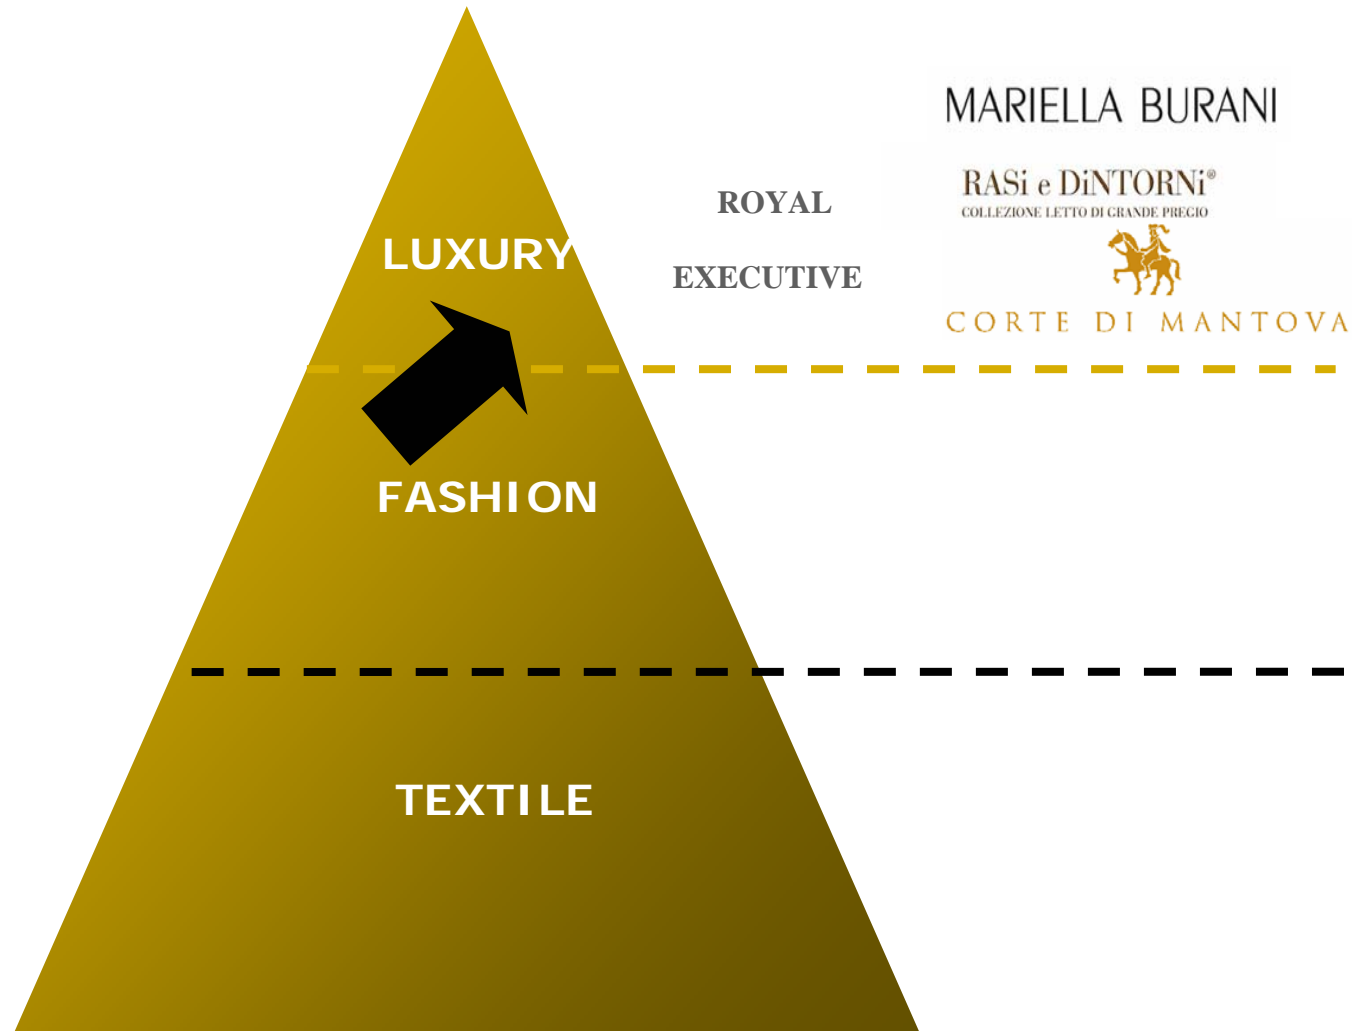 MARIELLA BURANI
RASi e DiNTORNi®
COLLEZIONE LETTO DI GRANDE PREGIO
ROYAL
LUXURY
EXECUTIVE
CORTE DI MANTOVA
FASHION
TEXTILE